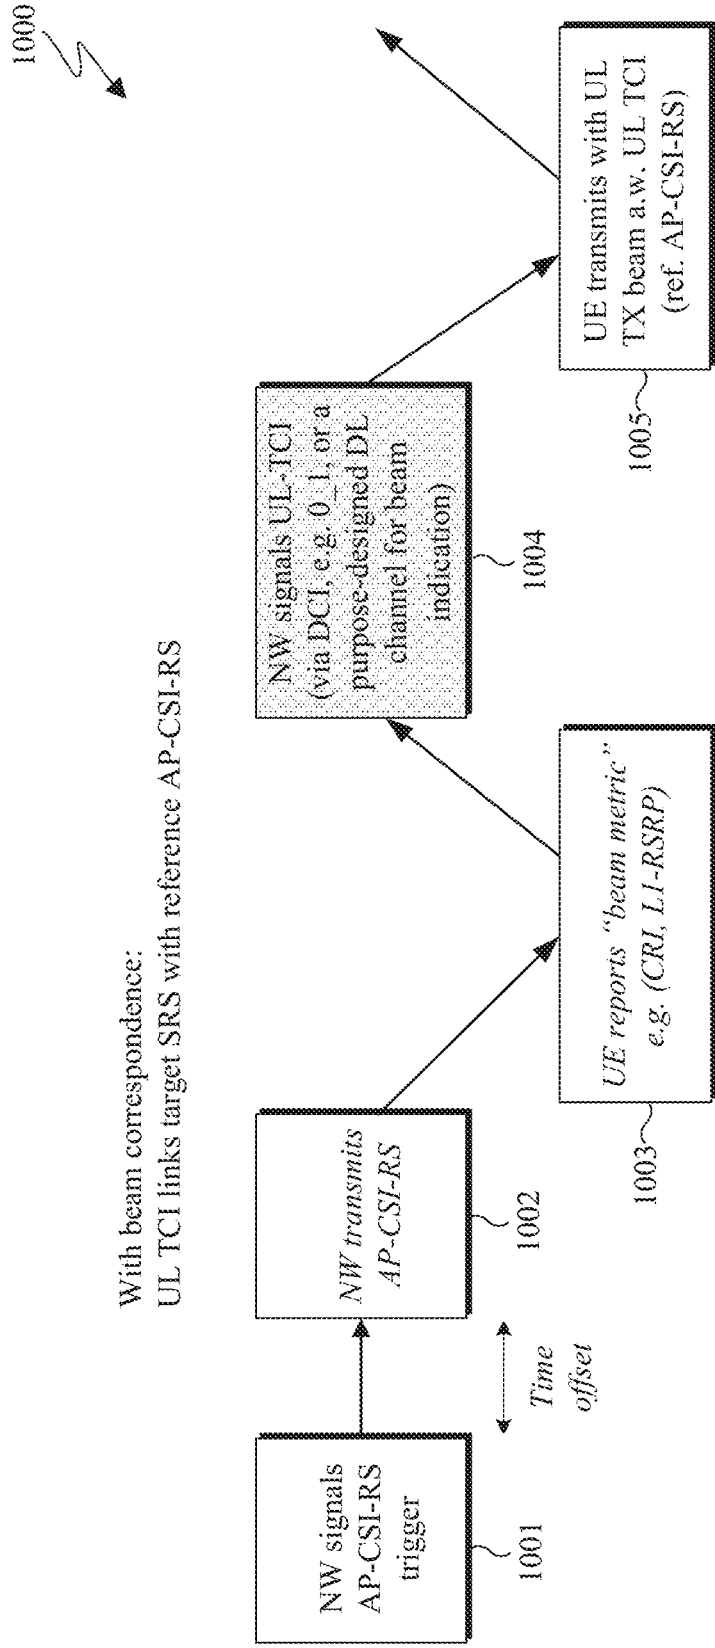 1000
With beam correspondence:
UL TCI links target SRS with reference AP-CSI-RS
NW signals
AP-CSI-RS
trigger
1001
Time
offset
NW transmits
AP-CSI-RS
1002
UE reports “beam metric”
e.g. (CRI, L1-RSRP)
1003
NW signals UL-TCI
(via DCI, e.g. 0_1, or a
purpose-designed DL
channel for beam
indication)
1004
UE transmits with UL
TX beam a.w. UL TCI
(ref. AP-CSI-RS)
1005